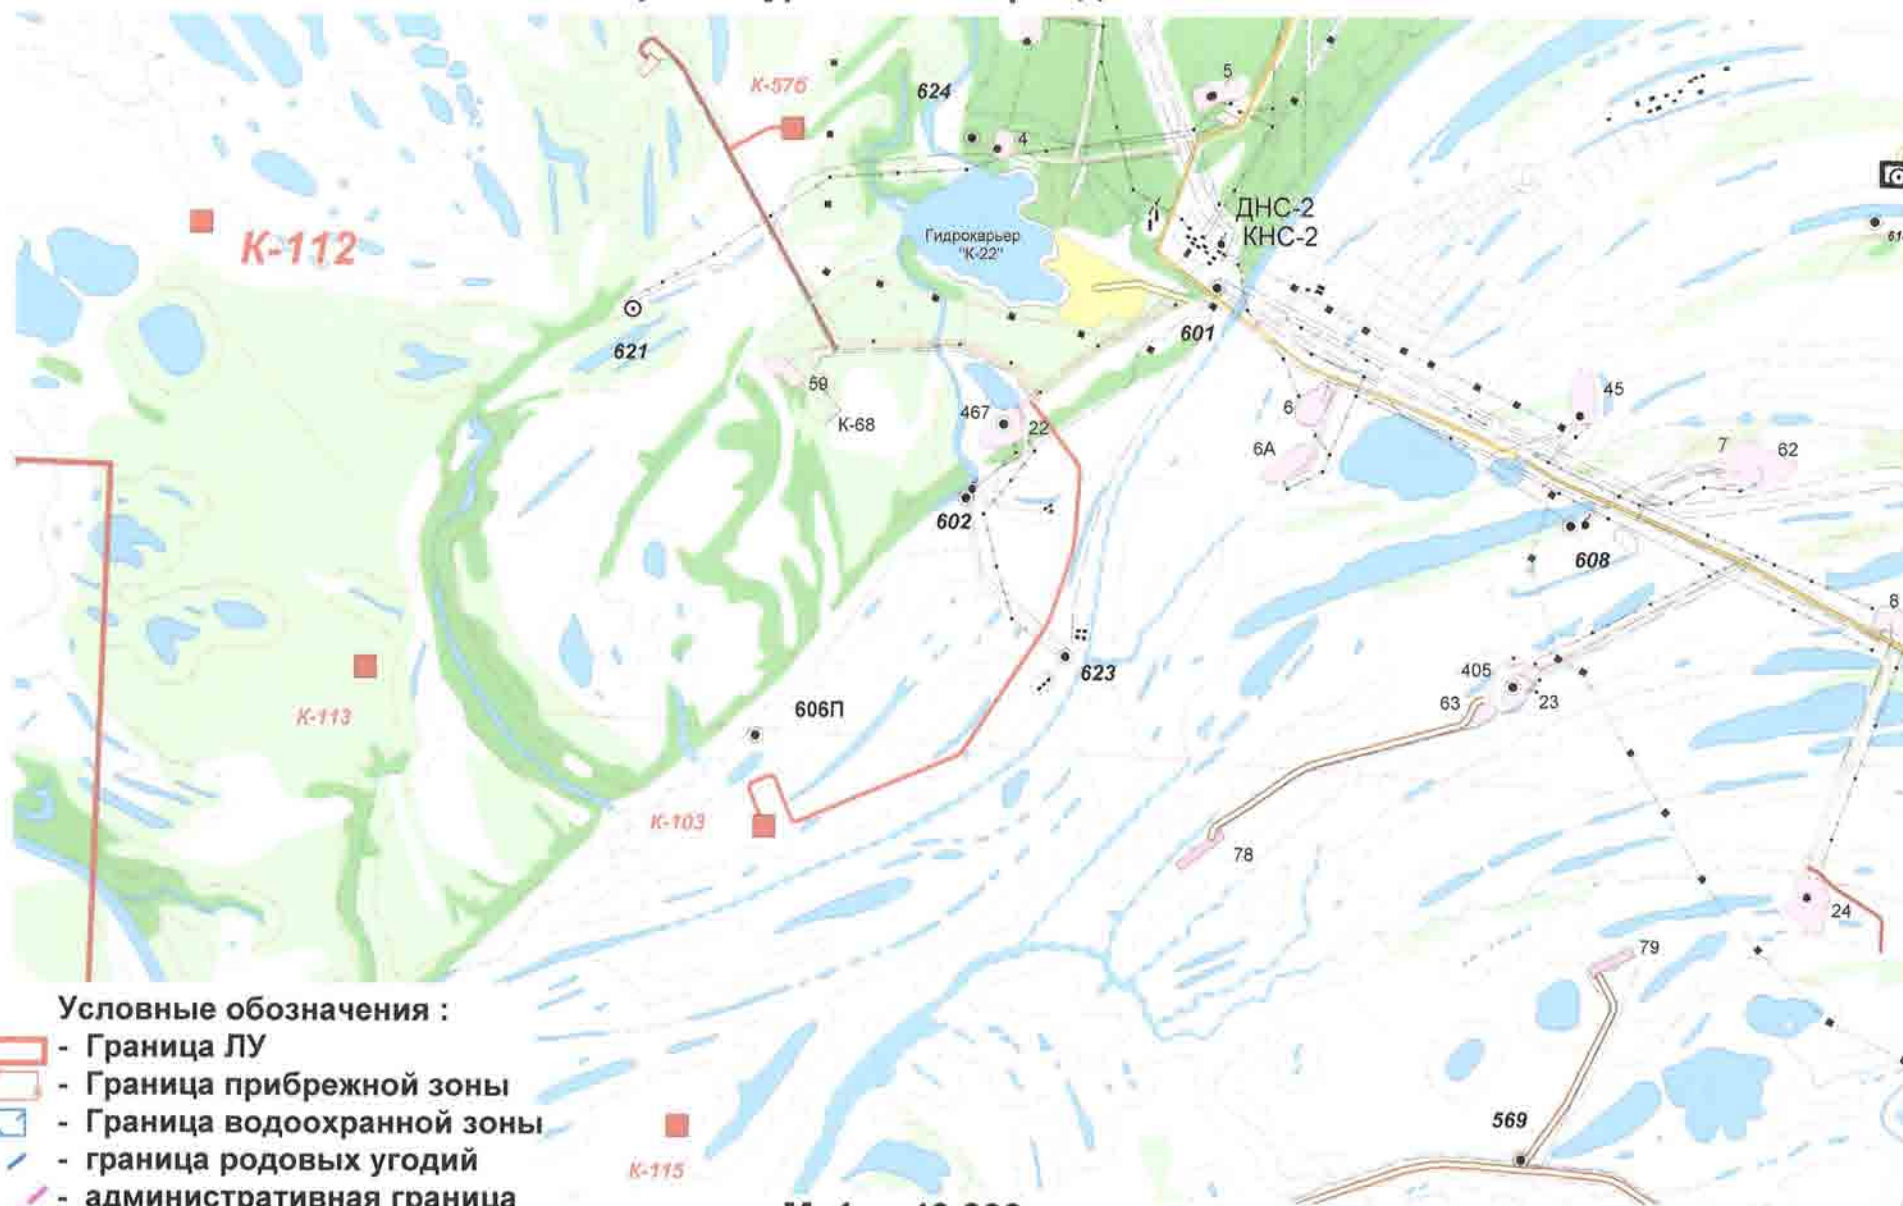 К-57б
624
5
4
ДНС-2
КНС-2
Гидрокарьер
"К-22"
К-112
621
601
59
К-68
467
22
602
6
6А
45
7
62
608
8
405
63
23
623
606П
К-113
К-103
78
24
79
569
К-115
Условные обозначения :
- Граница ЛУ
- Граница прибрежной зоны
- Граница водоохранной зоны
- граница родовых угодий
- административная граница